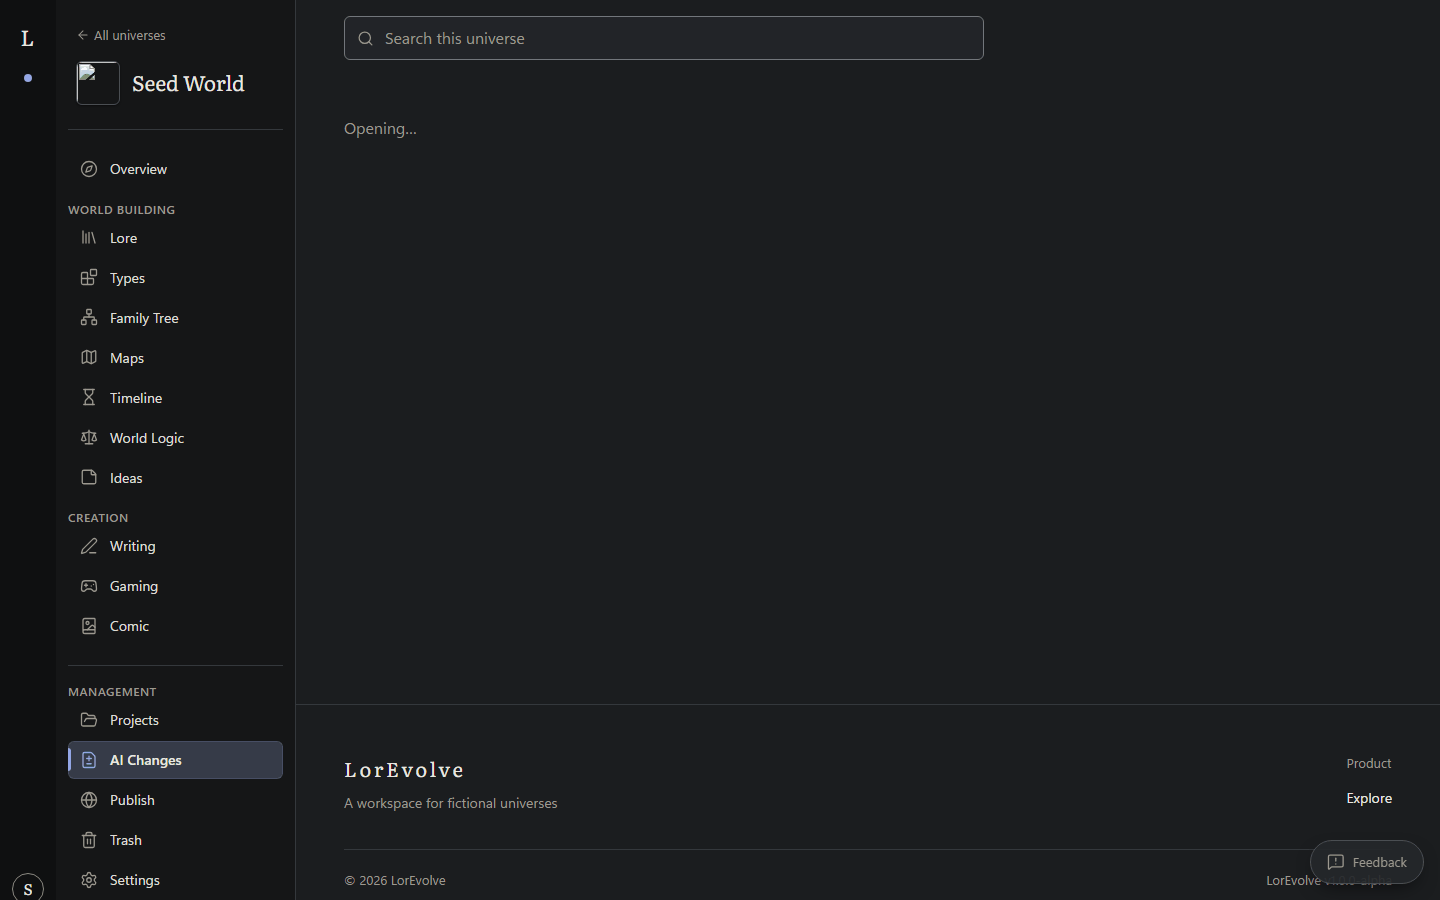 L
All universes
Seed World
Overview
WORLD BUILDING
Lore
Types
Family Tree
Maps
Timeline
World Logic
Ideas
CREATION
Writing
Gaming
Comic
MANAGEMENT
Projects
AI Changes
Publish
Trash
Settings
S
Search this universe
Opening...
LorEvolve
A workspace for fictional universes
Product
Explore
© 2026 LorEvolve
LorEvolve
Feedback